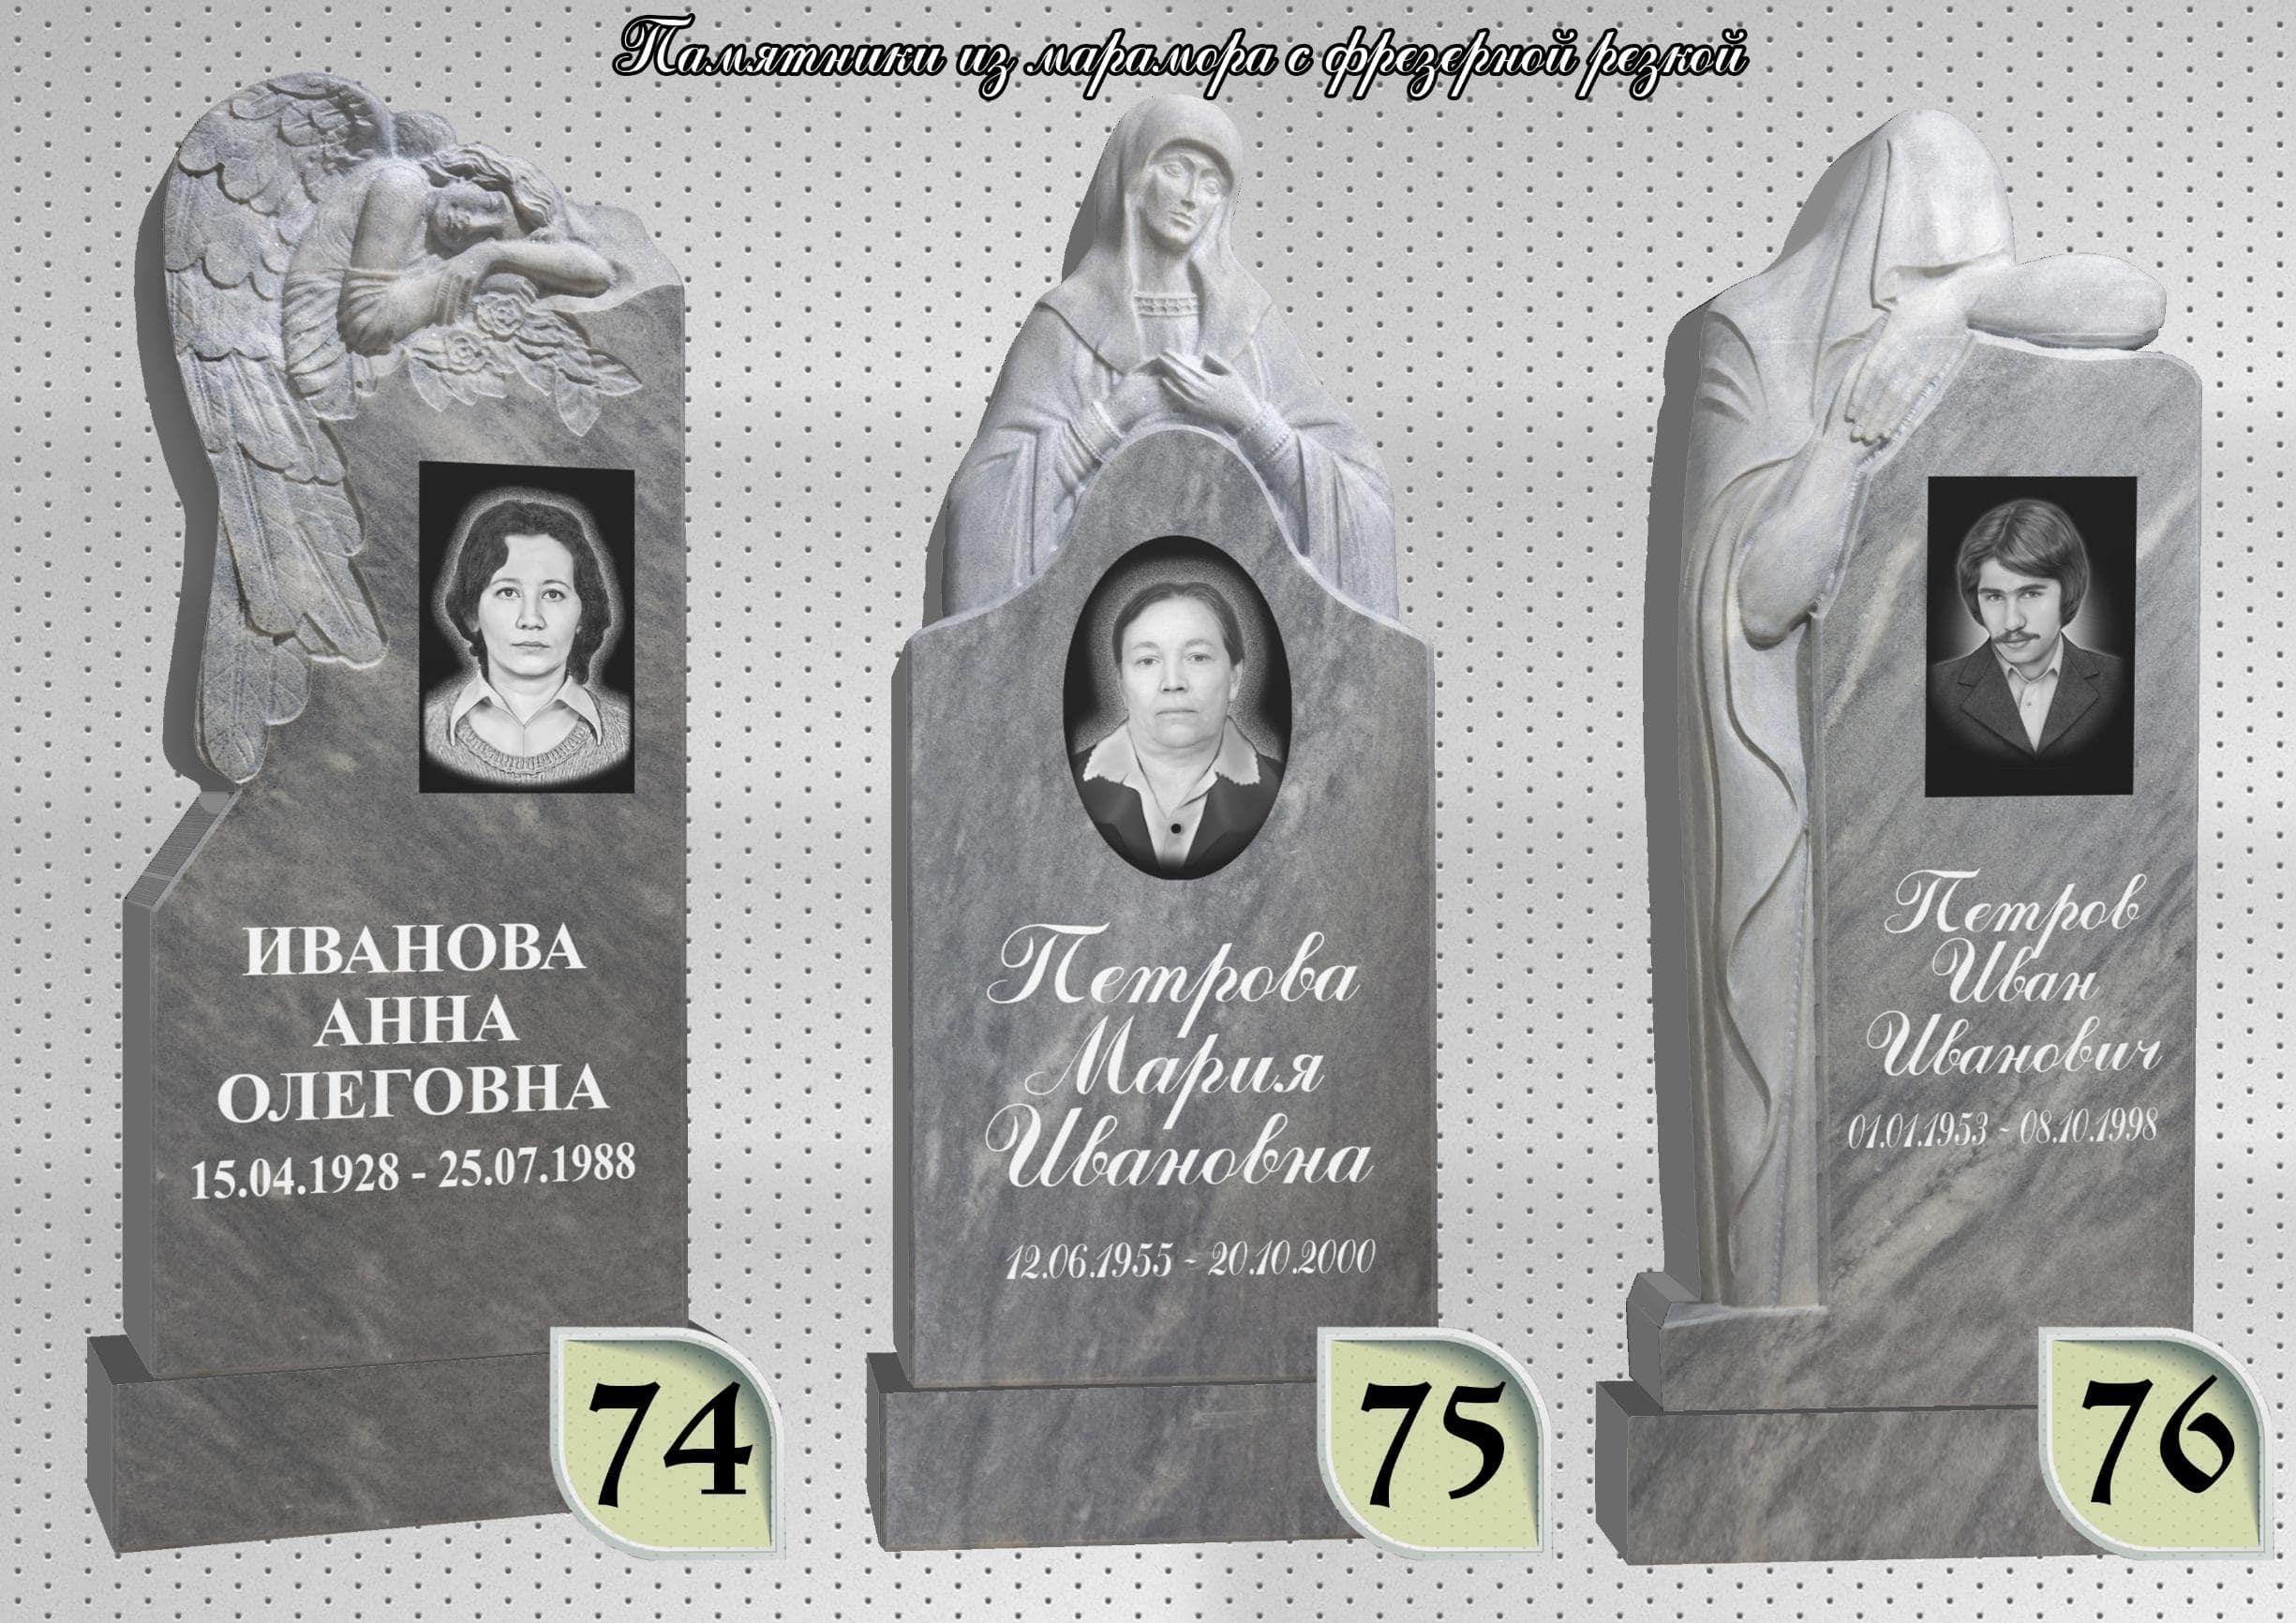 Памятники из марамора с фрезерной резкой
ИВАНОВА
АННА
ОЛЕГОВНА
15.04.1928 - 25.07.1988
74
Петрова
Мария
Ивановна
12.06.1955 - 20.10.2000
75
Петров
Иван
Иванович
01.01.1953 - 08.10.1998
76